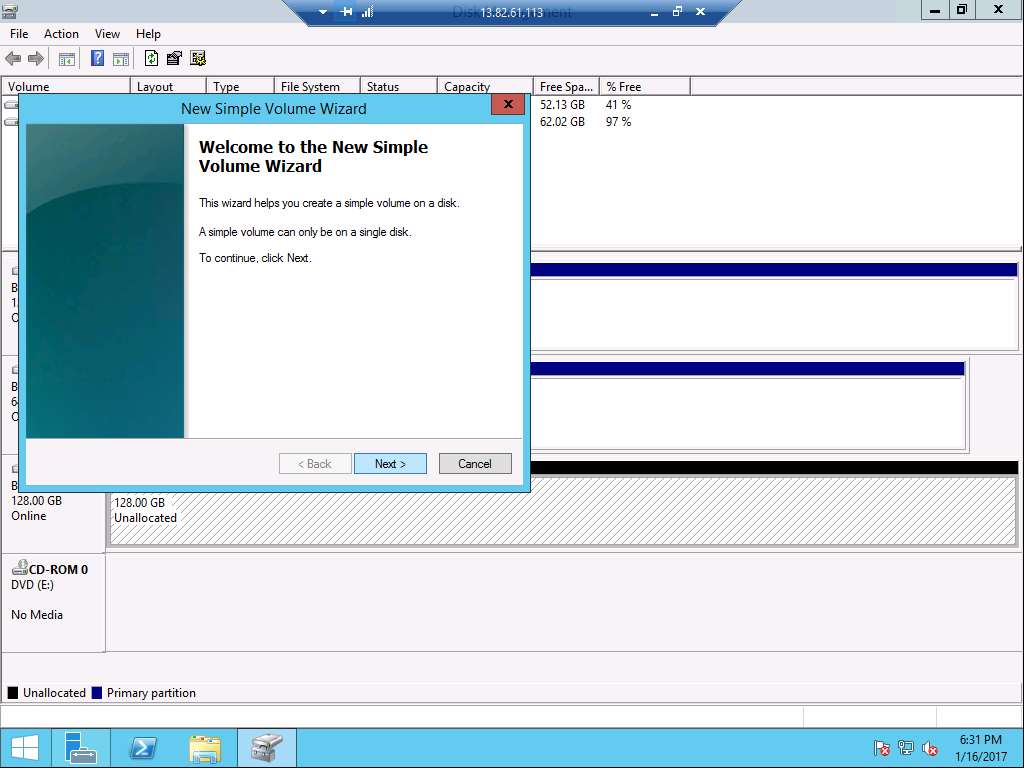 Disk Management
13.82.61.113
File Action View Help
Volume Layout Type File System Status Capacity Free Spa... % Free
52.13 GB 41 %
62.02 GB 97 %
New Simple Volume Wizard
Welcome to the New Simple
Volume Wizard
This wizard helps you create a simple volume on a disk.
A simple volume can only be on a single disk.
To continue, click Next.
< Back Next > Cancel
128.00 GB
Online
128.00 GB
Unallocated
CD-ROM 0
DVD (E:)
No Media
Unallocated Primary partition
6:31 PM
1/16/2017